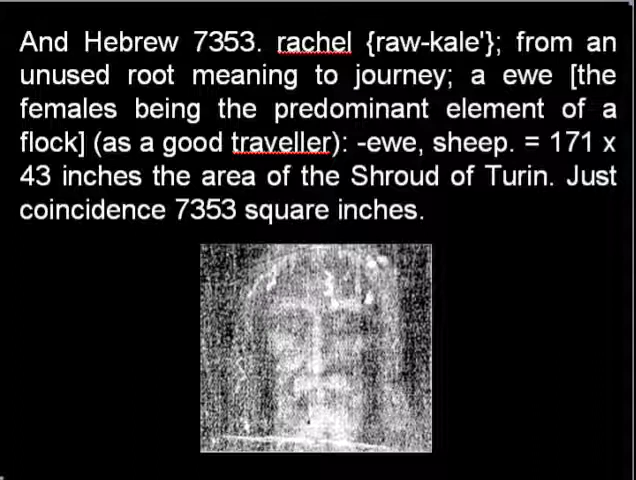 And Hebrew 7353. rachel {raw-kale'}; from an
unused root meaning to journey; a ewe [the
females being the predominant element of a
flock] (as a good traveller): -ewe, sheep. = 171 x
43 inches the area of the Shroud of Turin. Just
coincidence 7353 square inches.